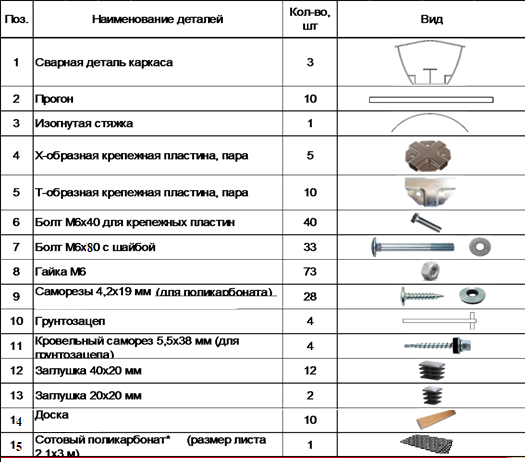 Поз. Наименование деталей Кол-во, шт Вид
1 Сварная деталь каркаса 3
2 Прогон 10
3 Изогнутая стяжка 1
4 Х-образная крепежная пластина, пара 5
5 Т-образная крепежная пластина, пара 10
6 Болт М6х40 для крепежных пластин 40
7 Болт М6х80 с шайбой 33
8 Гайка М6 73
9 Саморезы 4,2х19 мм (для поликарбоната) 28
10 Грунтозацеп 4
11 Кровельный саморез 5,5х38 мм (для грунтозацепа) 4
12 Заглушка 40х20 мм 12
13 Заглушка 20х20 мм 2
14 Доска 10
15 Сотовый поликарбонат* (размер листа 2,1х3 м) 1